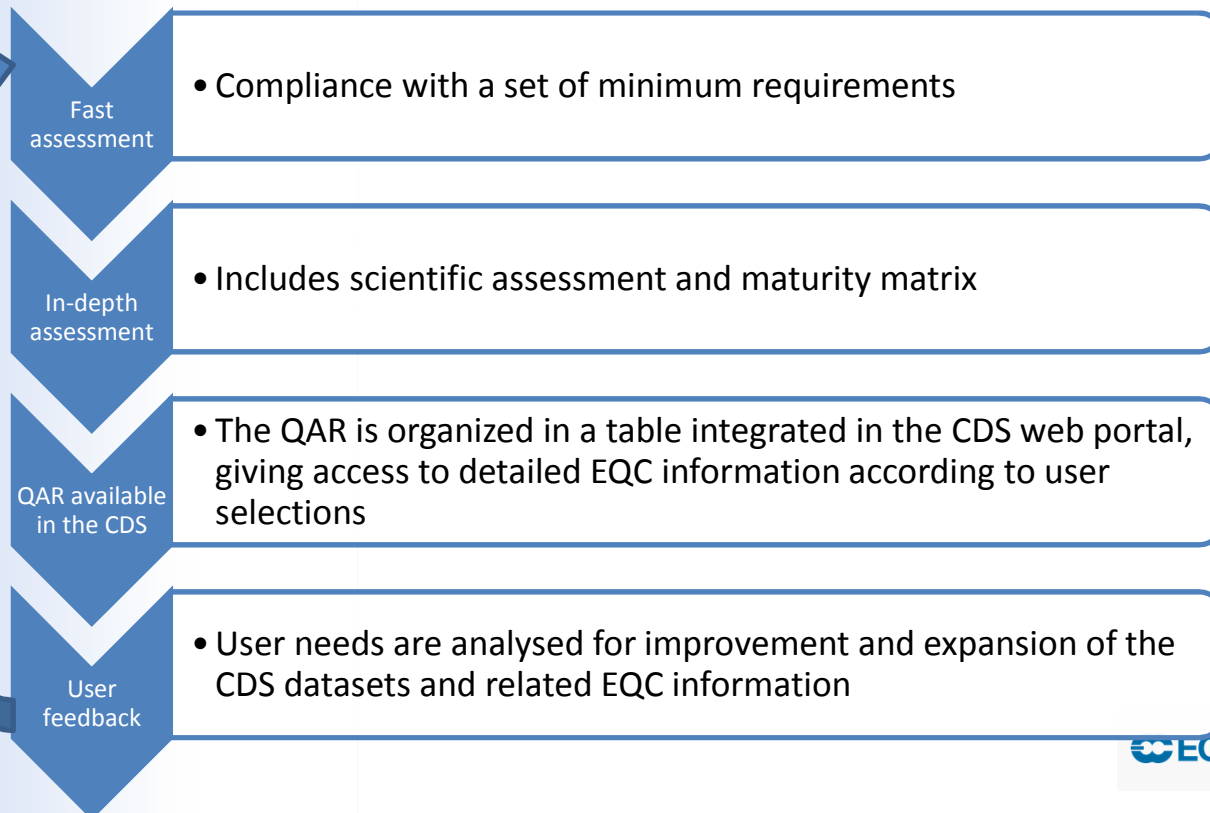 Fast
assessment
• Compliance with a set of minimum requirements
In-depth
assessment
• Includes scientific assessment and maturity matrix
QAR available
in the CDS
• The QAR is organized in a table integrated in the CDS web portal,
giving access to detailed EQC information according to user
selections
User
feedback
• User needs are analysed for improvement and expansion of the
CDS datasets and related EQC information